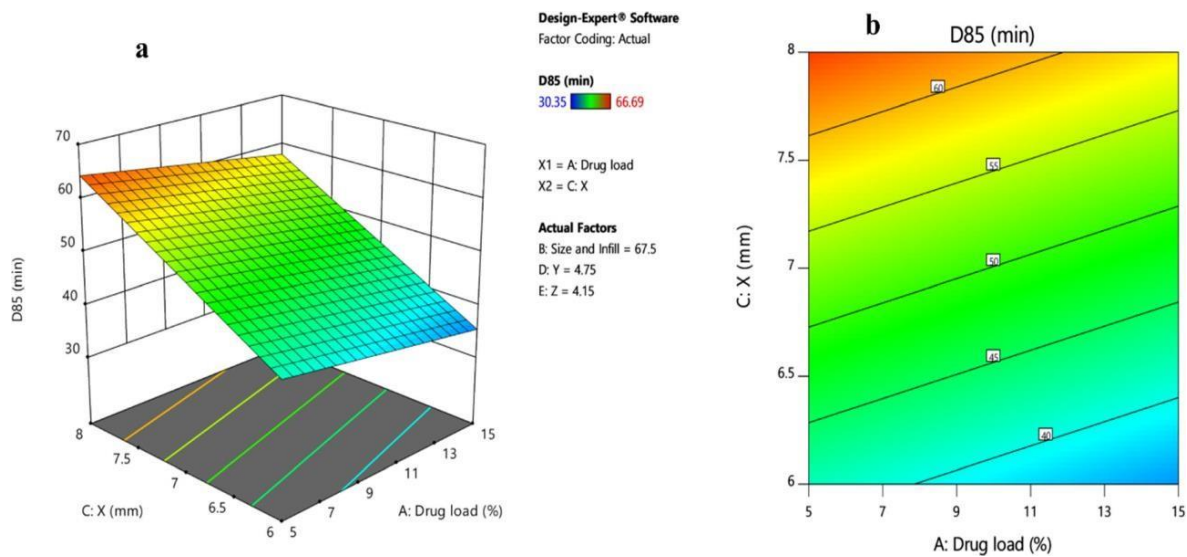 a
D85 (min)
70
60
50
40
30
8
7.5
7
6.5
6
5
7
9
11
13
15
C: X (mm)
A: Drug load (%)
Design-Expert® Software
Factor Coding: Actual
D85 (min)
30.35 66.69
X1 = A: Drug load
X2 = C: X
Actual Factors
B: Size and Infill = 67.5
D: Y = 4.75
E: Z = 4.15
b
D85 (min)
C: X (mm)
8
7.5
7
6.5
6
60
55
50
45
40
5 7 9 11 13 15
A: Drug load (%)